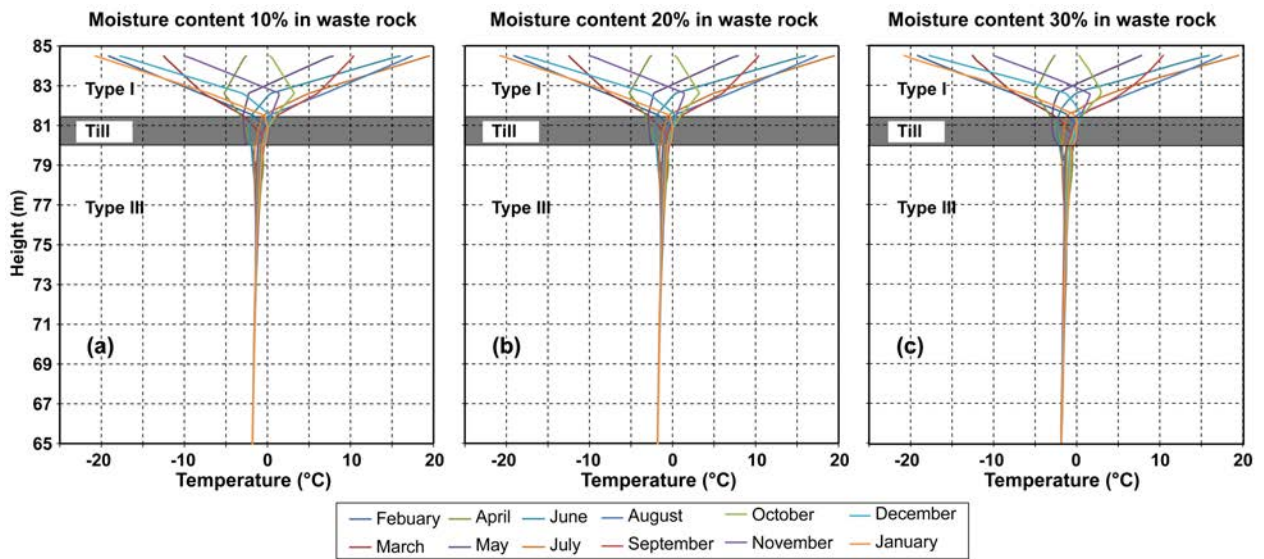 Moisture content 10% in waste rock
Moisture content 20% in waste rock
Moisture content 30% in waste rock
85
83
81
79
77
75
73
71
69
67
65
Height (m)
Type I
Till
Type III
(a)
Type I
Till
Type III
(b)
Type I
Till
Type III
(c)
-20 -10 0 10 20
-20 -10 0 10 20
-20 -10 0 10 20
Temperature (°C)
Temperature (°C)
Temperature (°C)
Febuary April June August October December
March May July September November January